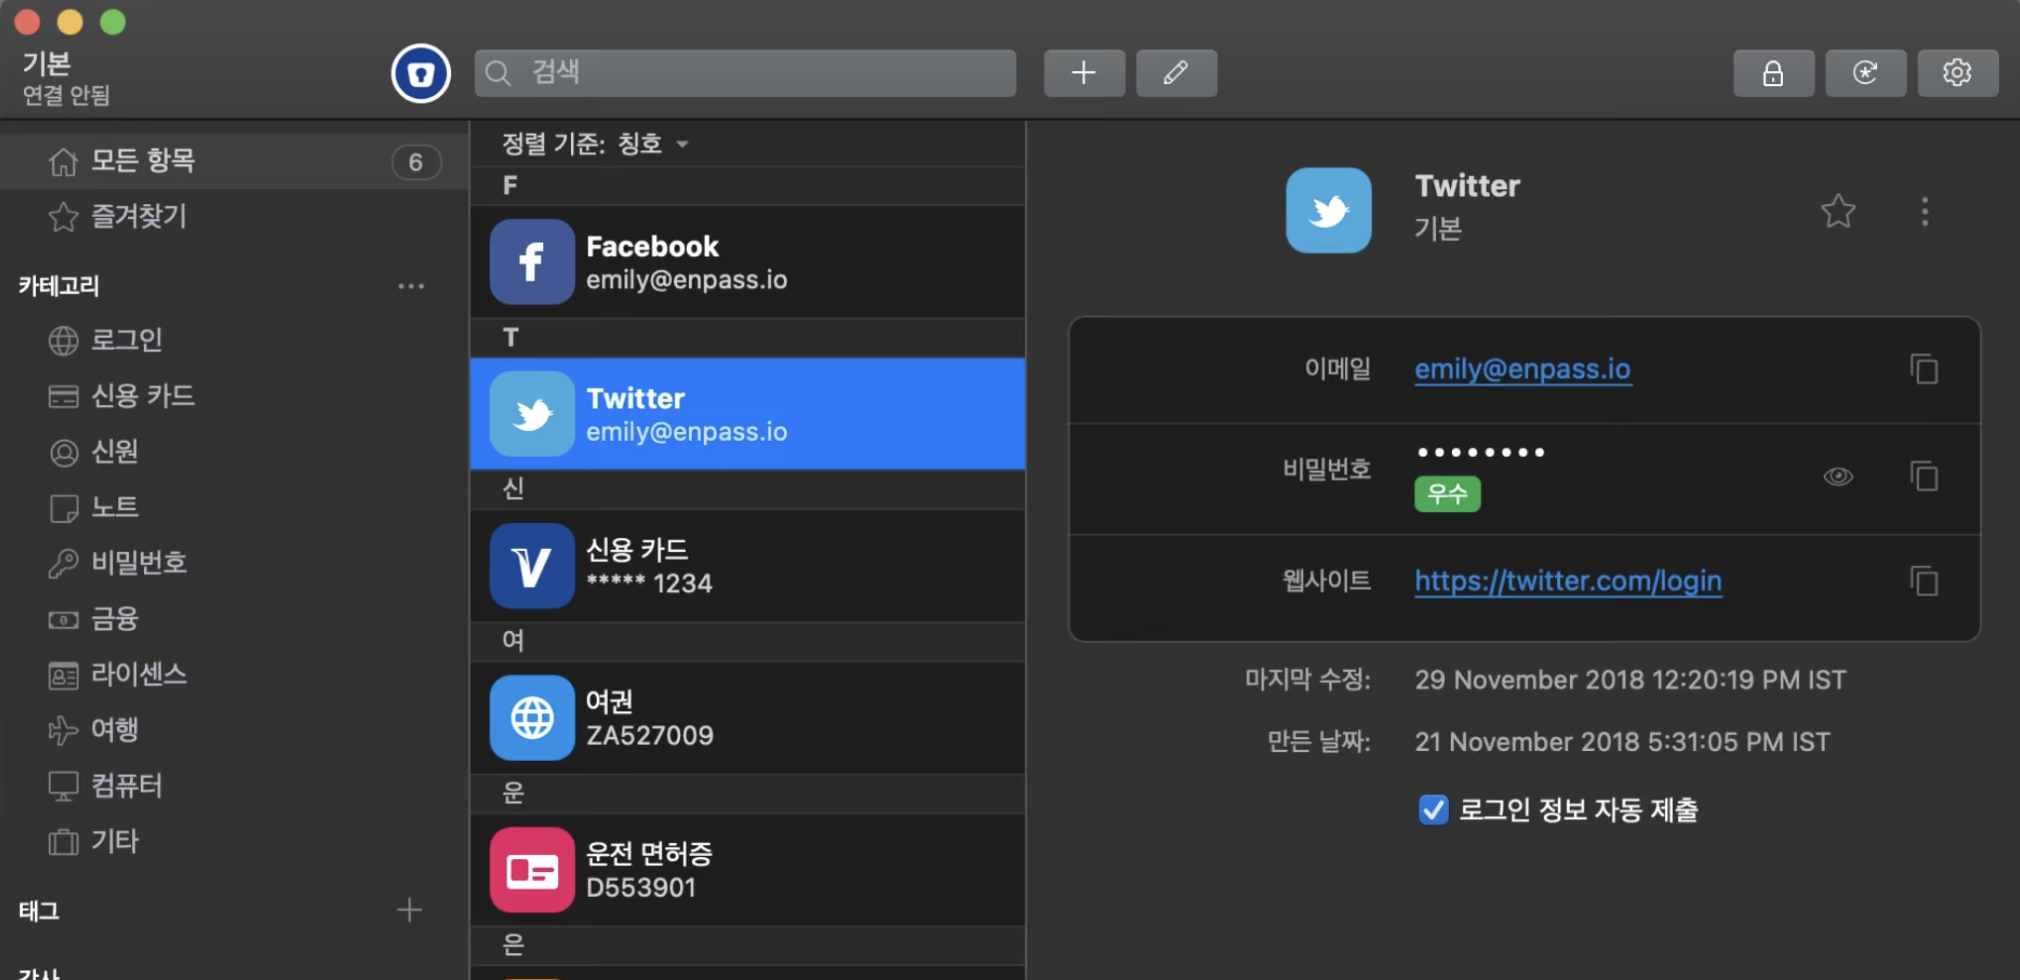 기본
연결 안됨
검색
모든 항목 6
즐겨찾기
카테고리
로그인
신용 카드
신원
노트
비밀번호
금융
라이센스
여행
컴퓨터
기타
태그
정렬 기준: 칭호
F
Facebook
emily@enpass.io
T
Twitter
emily@enpass.io
신
신용 카드
***** 1234
여
여권
ZA527009
운
운전 면허증
D553901
은
Twitter
기본
이메일 emily@enpass.io
비밀번호 ••••••••
우수
웹사이트 https://twitter.com/login
마지막 수정: 29 November 2018 12:20:19 PM IST
만든 날짜: 21 November 2018 5:31:05 PM IST
로그인 정보 자동 제출